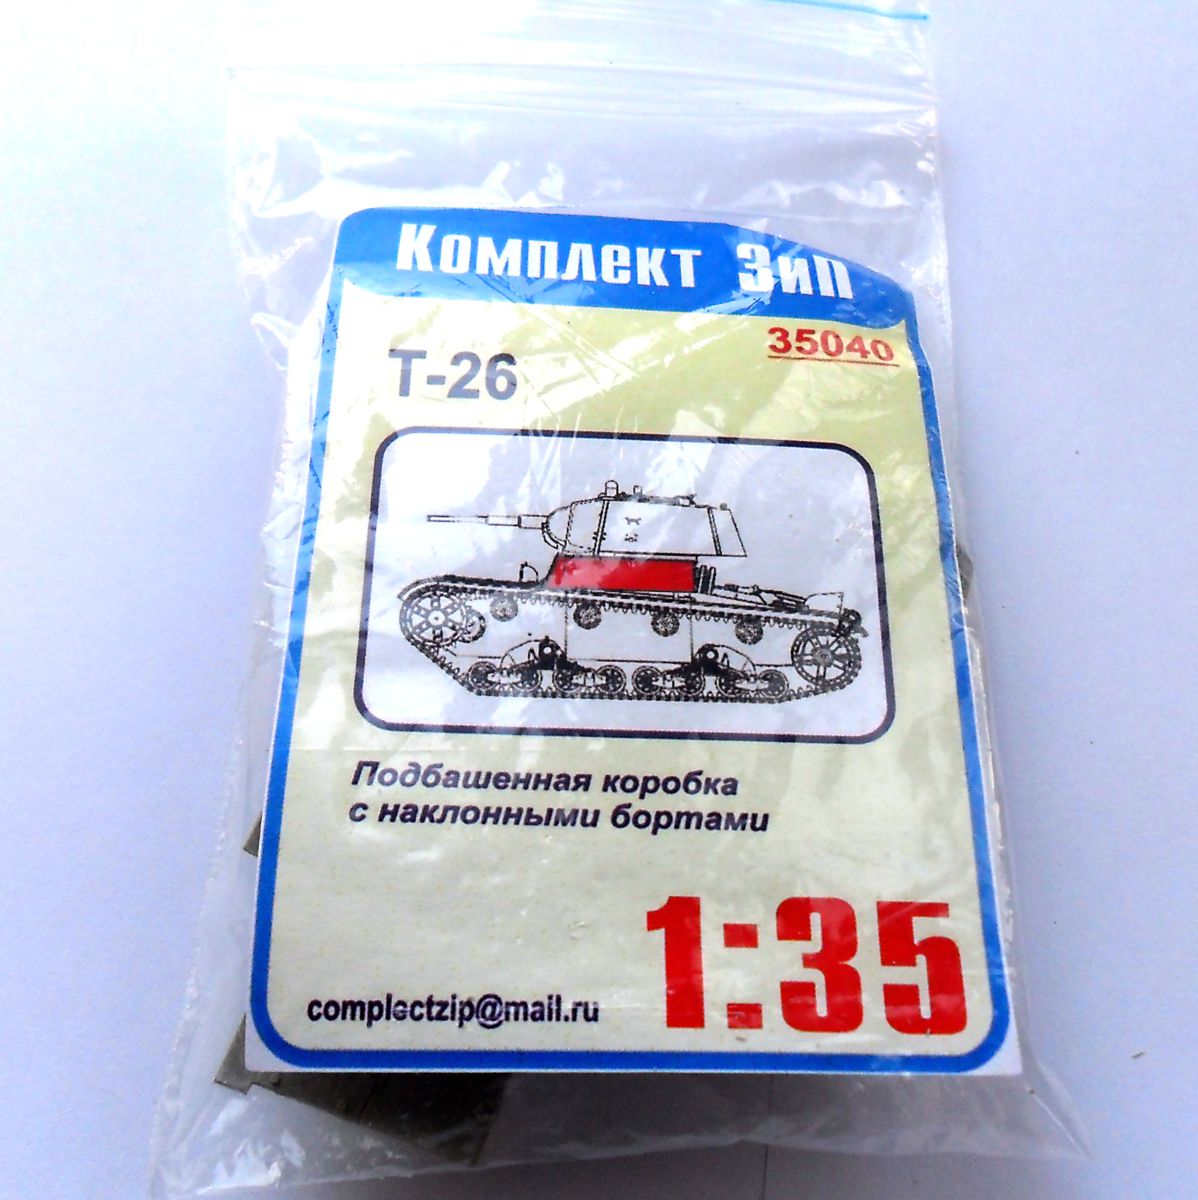 Комплект ЗиП
35040
Т-26
Подбашенная коробка
с наклонными бортами
1:35
complectzip@mail.ru